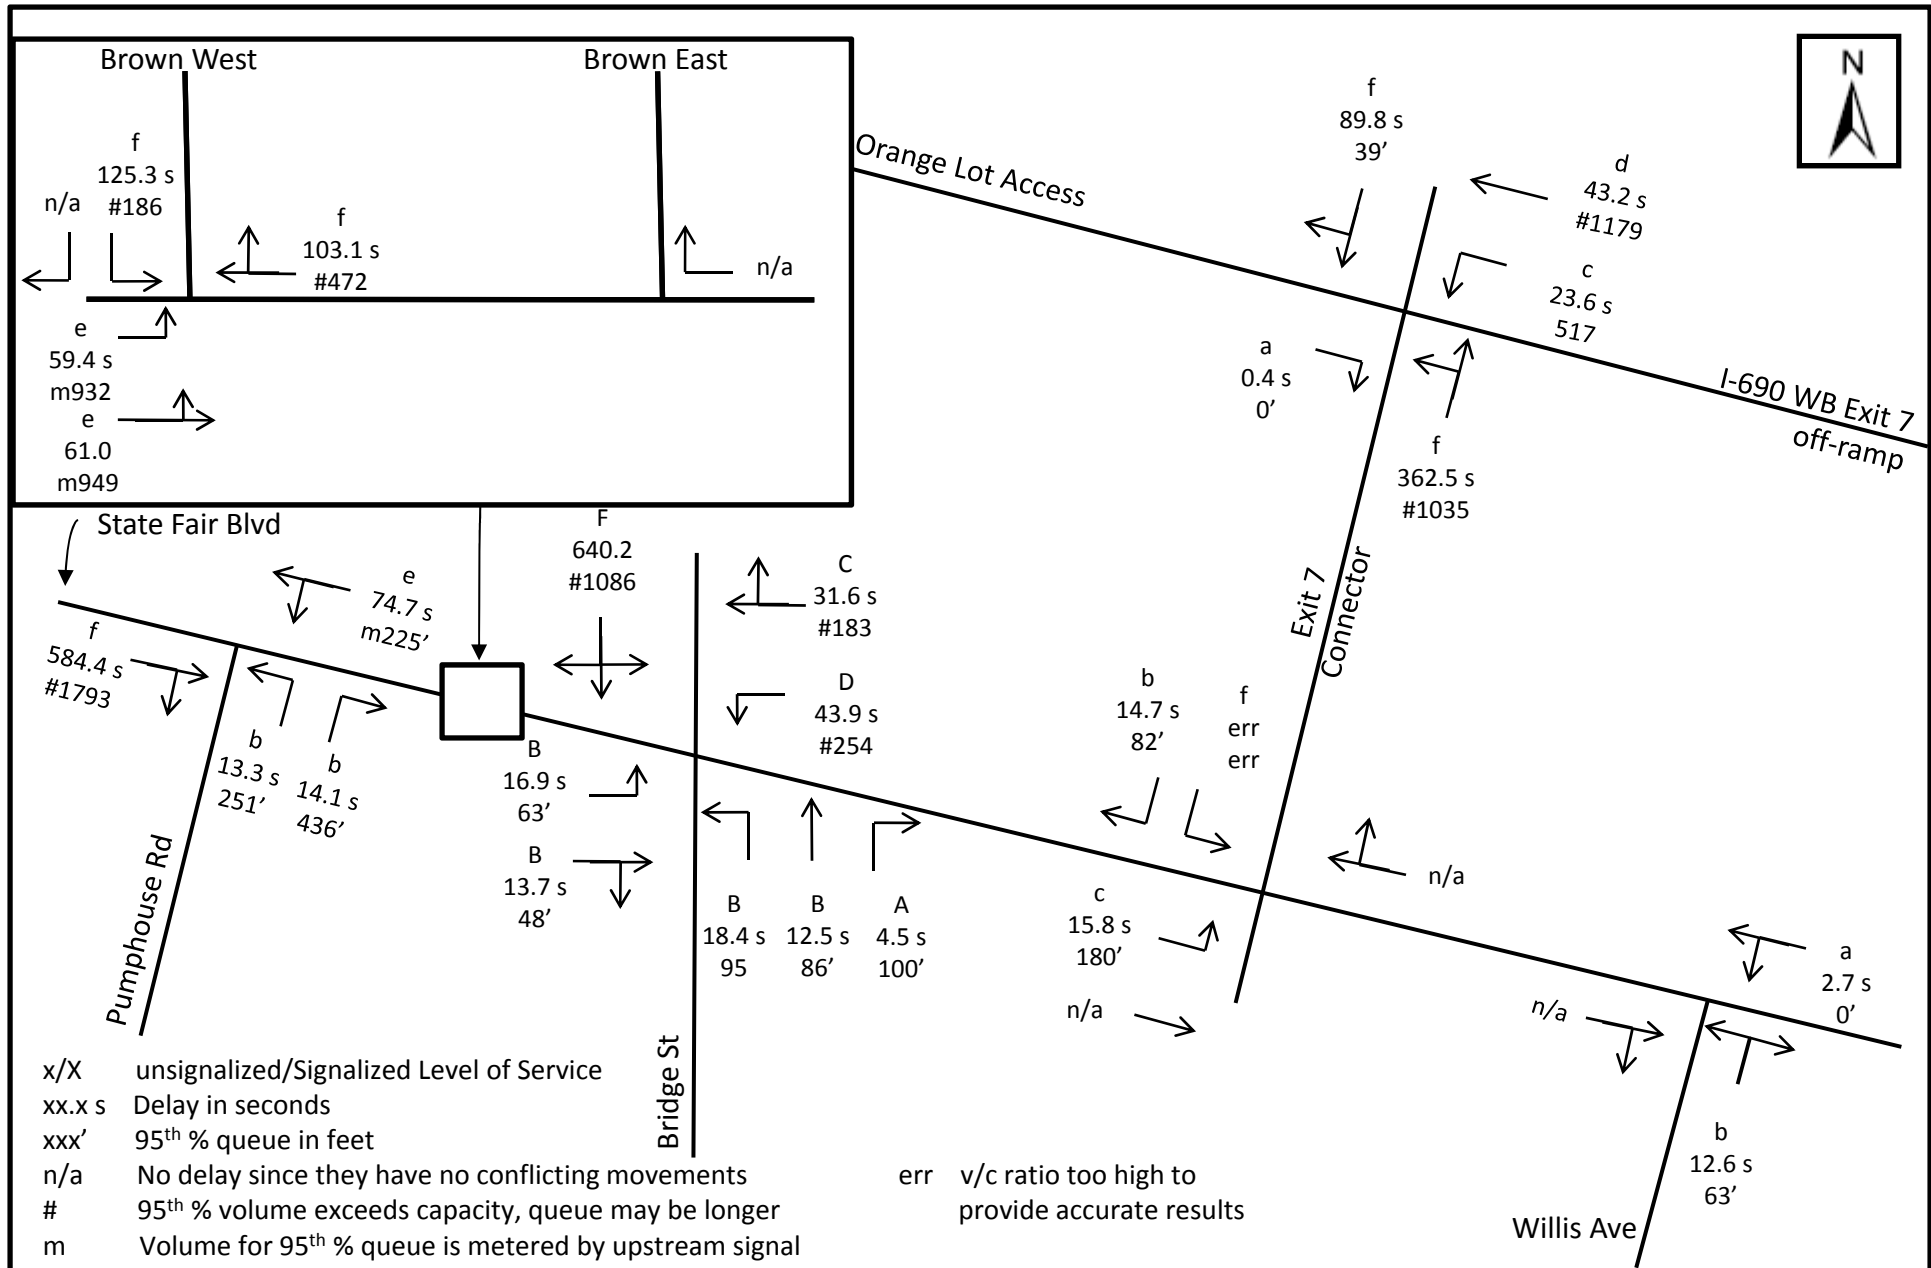 Brown West
Brown East
f
125.3 s
#186
n/a
f
103.1 s
#472
n/a
e
59.4 s
m932
e
61.0
m949
N
Orange Lot Access
f
89.8 s
39’
d
43.2 s
#1179
c
23.6 s
517
a
0.4 s
0’
f
362.5 s
#1035
I-690 WB Exit 7
off-ramp
Exit 7
Connector
State Fair Blvd
e
74.7 s
m225’
f
584.4 s
#1793
b
13.3 s
251’
b
14.1 s
436’
Pumphouse Rd
F
640.2
#1086
C
31.6 s
#183
D
43.9 s
#254
B
16.9 s
63’
B
13.7 s
48’
B
18.4 s
95
B
12.5 s
86’
A
4.5 s
100’
Bridge St
b
14.7 s
82’
f
err
err
n/a
c
15.8 s
180’
n/a
a
2.7 s
0’
n/a
b
12.6 s
63’
Willis Ave
x/X unsignalized/Signalized Level of Service
xx.x s Delay in seconds
xxx’ 95th % queue in feet
n/a No delay since they have no conflicting movements
# 95th % volume exceeds capacity, queue may be longer
m Volume for 95th % queue is metered by upstream signal
err v/c ratio too high to
provide accurate results